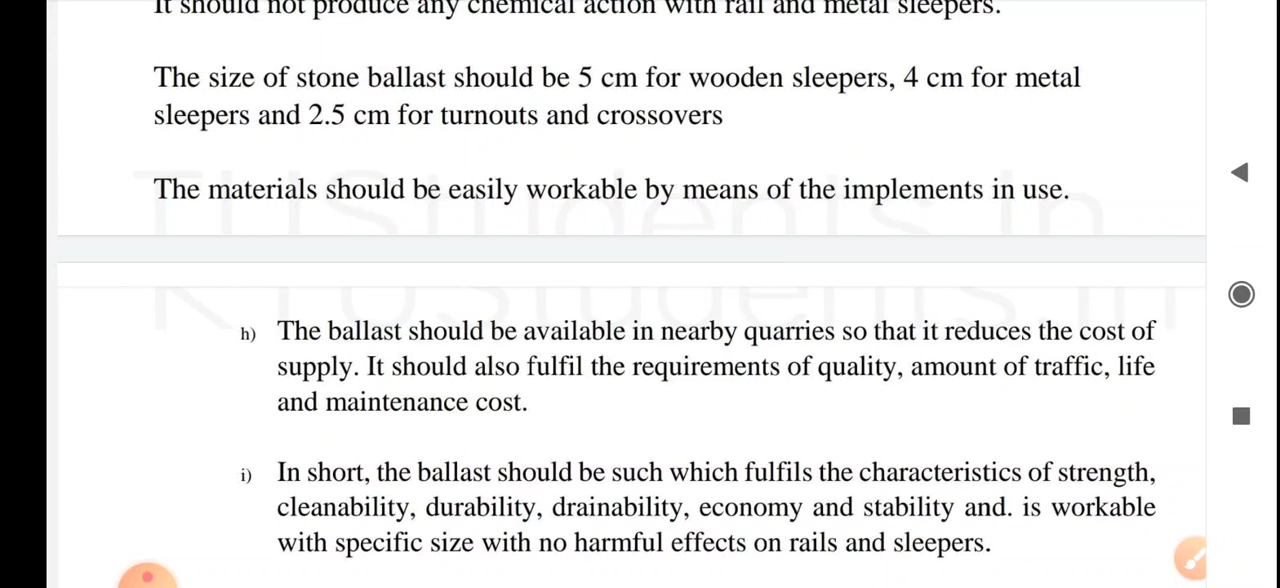 It should not produce any chemical action with rail and metal sleepers.
The size of stone ballast should be 5 cm for wooden sleepers, 4 cm for metal
sleepers and 2.5 cm for turnouts and crossovers
The materials should be easily workable by means of the implements in use.
KTUStudents.in
h) The ballast should be available in nearby quarries so that it reduces the cost of
supply. It should also fulfil the requirements of quality, amount of traffic, life
and maintenance cost.
i) In short, the ballast should be such which fulfils the characteristics of strength,
cleanability, durability, drainability, economy and stability and. is workable
with specific size with no harmful effects on rails and sleepers.